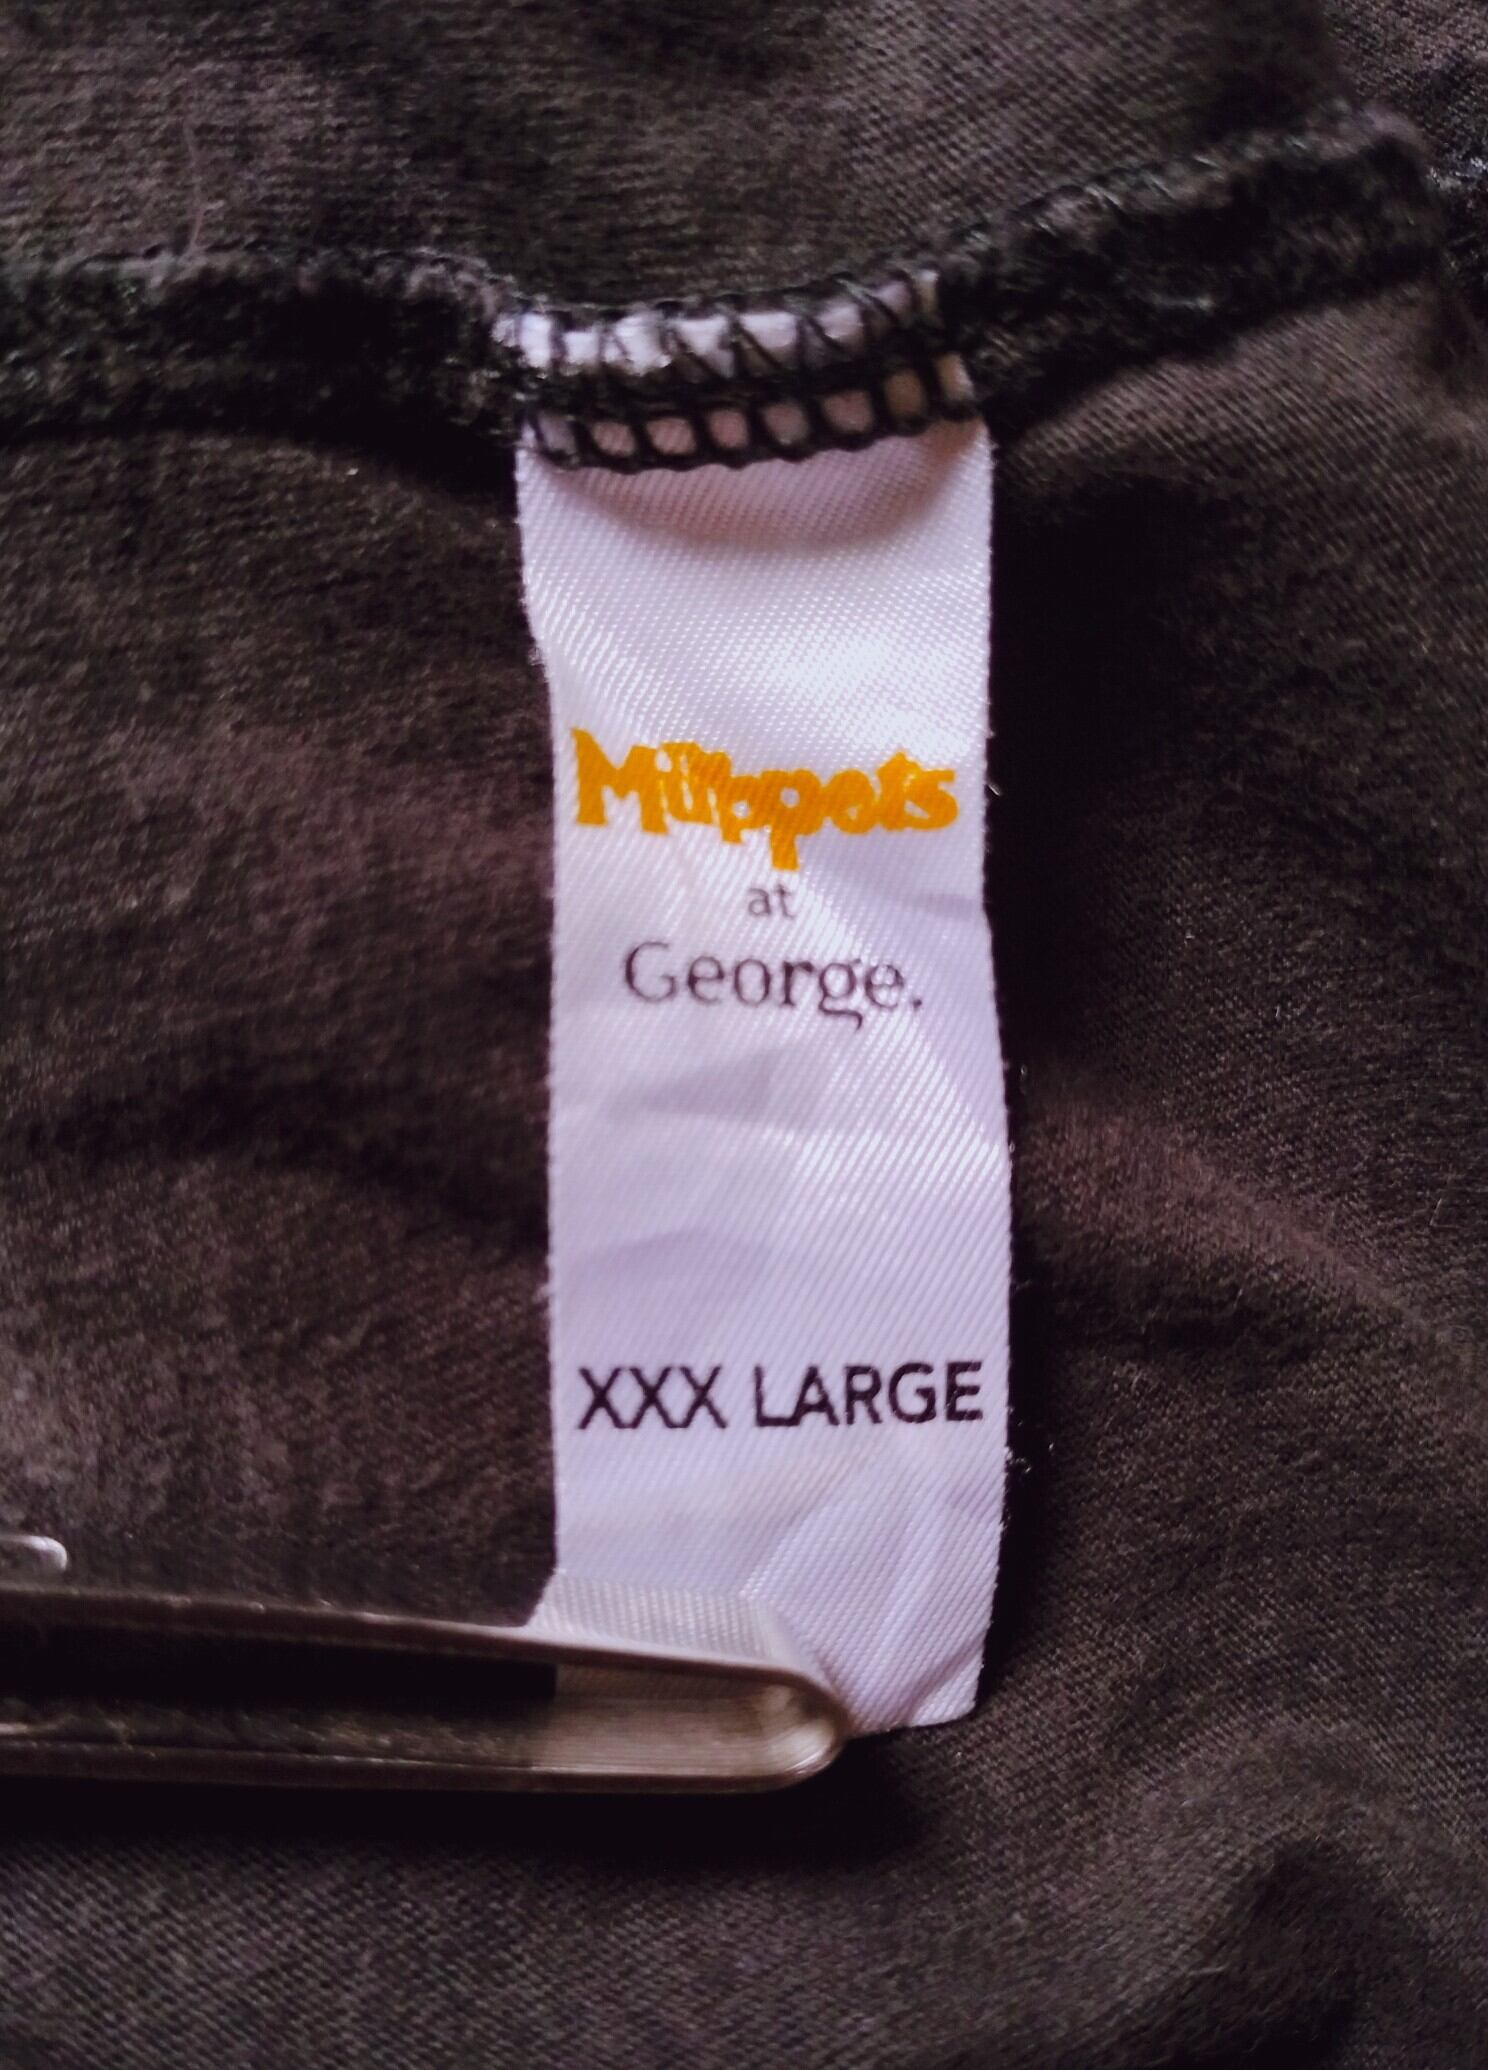 Muppets
at
George.
XXX LARGE